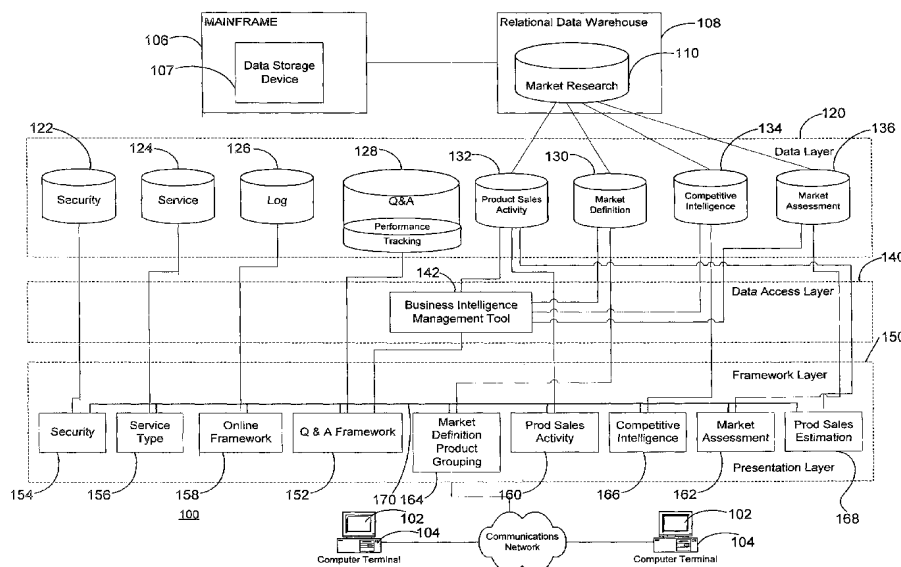 MAINFRAME
Relational Data Warehouse
106
108
107
Data Storage
Device
110
Market Research
120
122
124
126
128
132
130
134
136
Data Layer
Security
Service
Log
Q&A
Performance
Tracking
Product Sales
Activity
Market
Definition
Competitive
Intelligence
Market
Assessment
140
142
Data Access Layer
Business Intelligence
Management Tool
150
Framework Layer
Security
Service
Type
Online
Framework
Q & A Framework
Market
Definition
Product
Grouping
Prod Sales
Activity
Competitive
Intelligence
Market
Assessment
Prod Sales
Estimation
Presentation Layer
154
156
158
152
170
164
160
166
162
168
100
102
104
Computer Terminal
Communications
Network
102
104
Computer Terminal